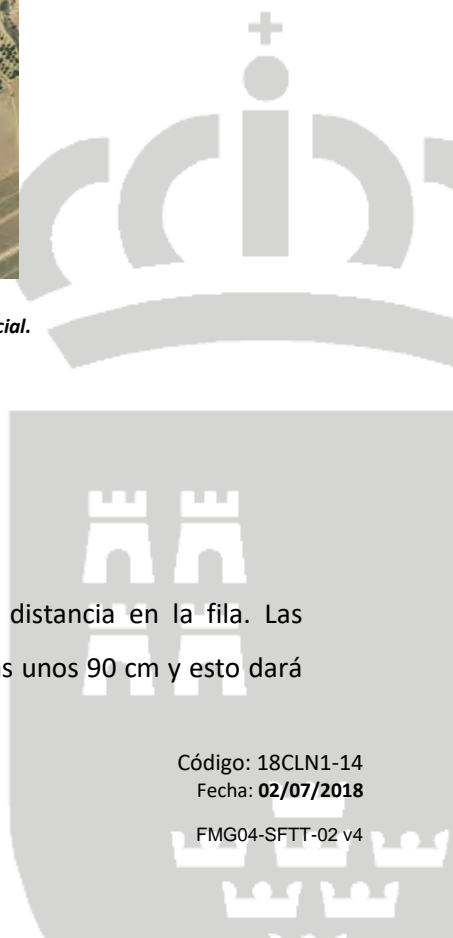 cial.
distancia en la fila. Las
unos 90 cm y esto dará
Código: 18CLN1-14
Fecha: 02/07/2018
FMG04-SFTT-02 v4